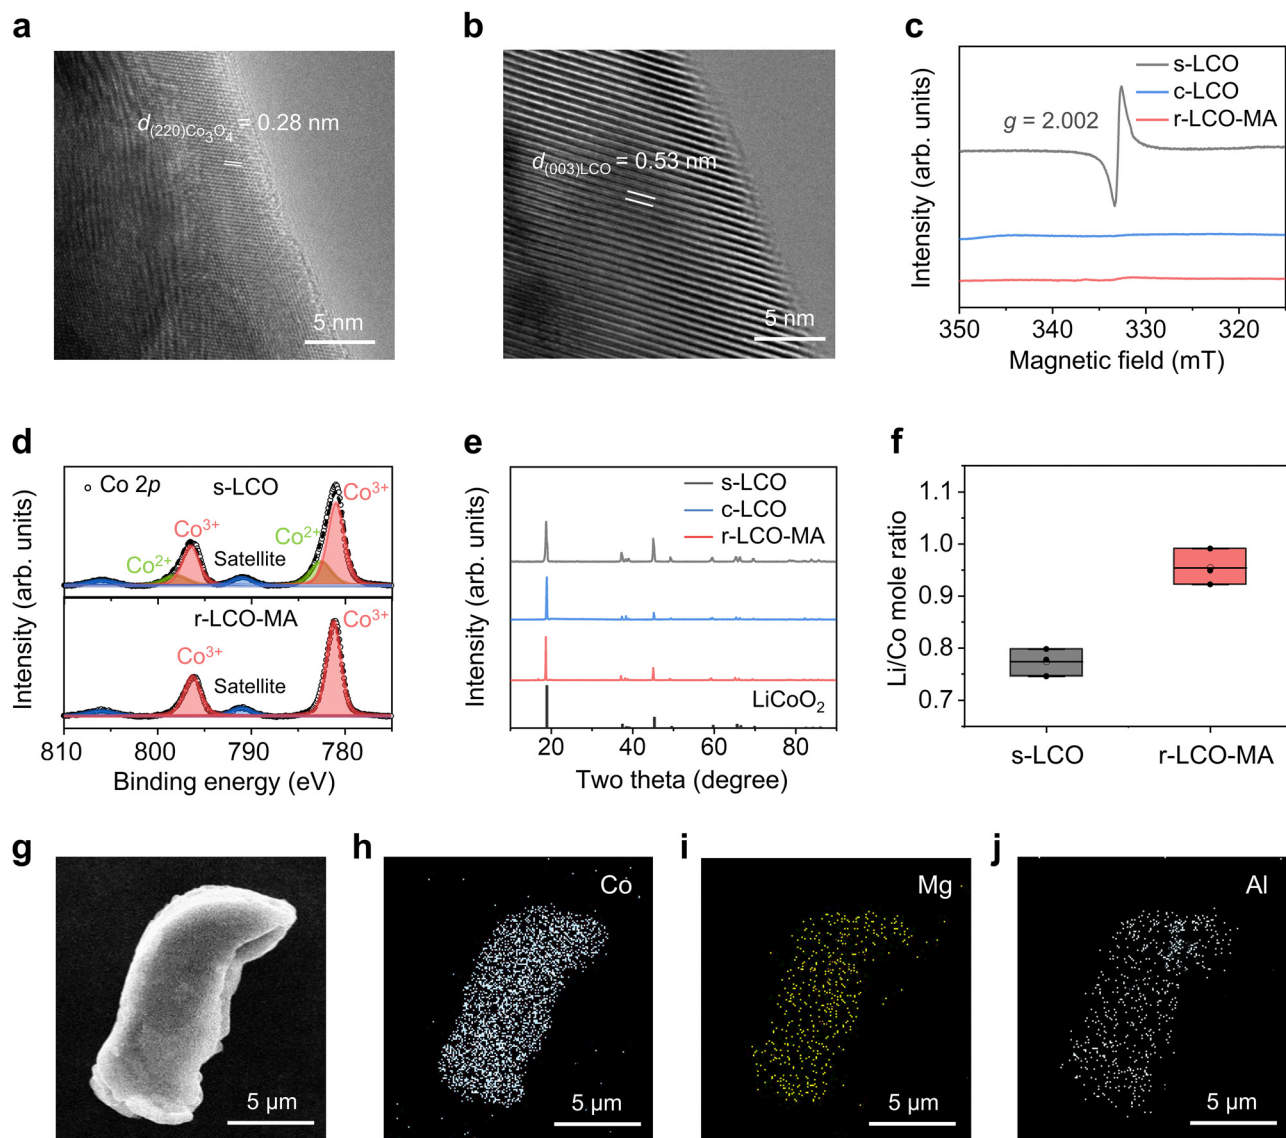 a
d(220)Co₃O₄ = 0.28 nm
5 nm
b
d(003)LCO = 0.53 nm
5 nm
c
Intensity (arb. units)
s-LCO
c-LCO
r-LCO-MA
g = 2.002
350 340 330 320
Magnetic field (mT)
d
Intensity (arb. units)
Co 2p
s-LCO
Co³⁺
Co²⁺
Co³⁺
Co²⁺
Satellite
r-LCO-MA
Co³⁺
Co³⁺
Satellite
810 800 790 780
Binding energy (eV)
e
Intensity (arb. units)
s-LCO
c-LCO
r-LCO-MA
LiCoO₂
20 40 60 80
Two theta (degree)
f
Li/Co mole ratio
1.1
1.0
0.9
0.8
0.7
s-LCO r-LCO-MA
g
5 µm
h
Co
5 µm
i
Mg
5 µm
j
Al
5 µm